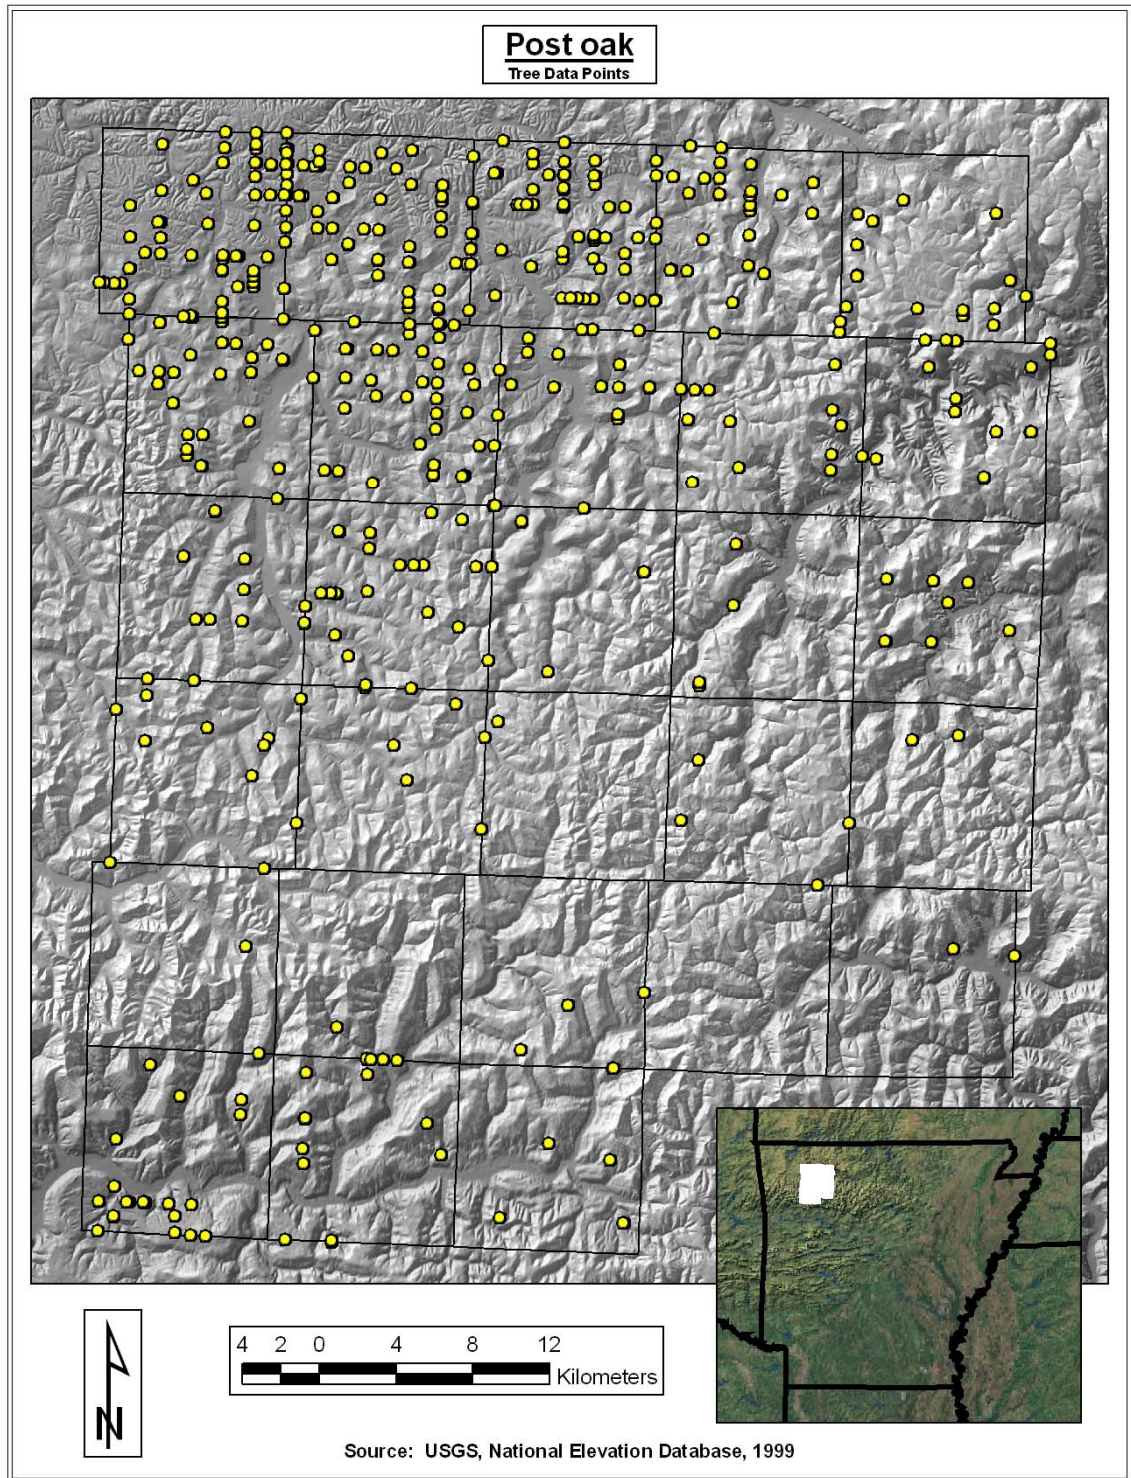 Post oak
Tree Data Points
4 2 0 4 8 12
Kilometers
N
Source: USGS, National Elevation Database, 1999